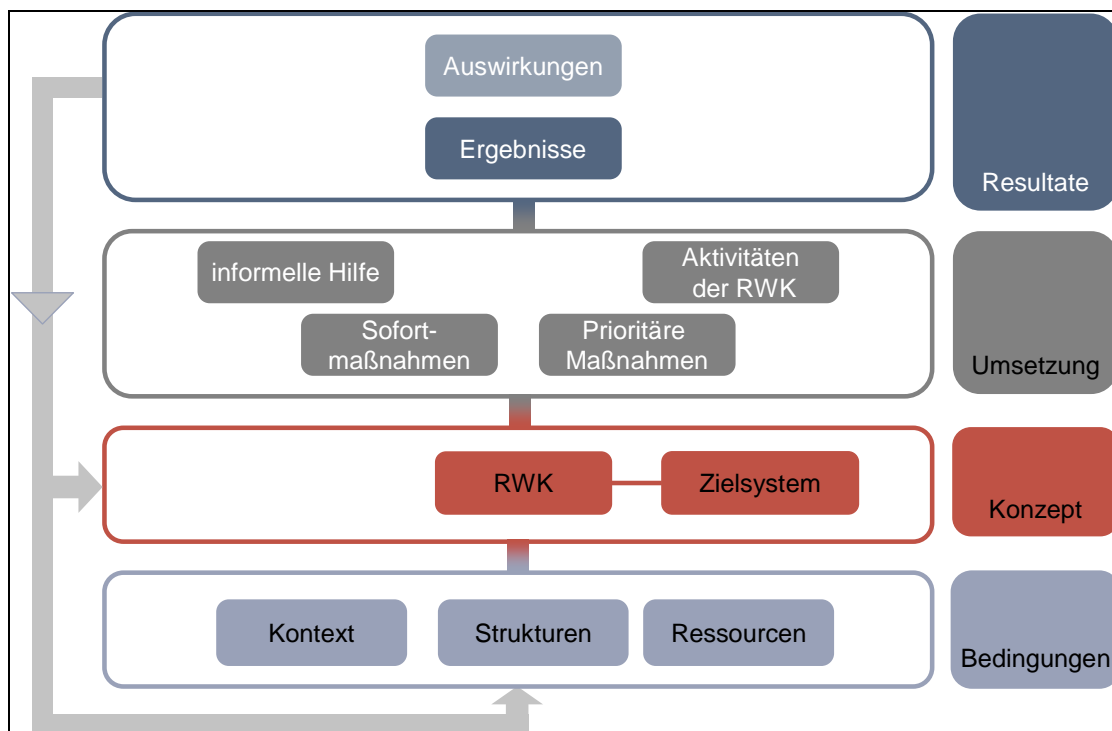 Auswirkungen
Ergebnisse
Resultate
informelle Hilfe
Aktivitäten
der RWK
Sofort-
maßnahmen
Prioritäre
Maßnahmen
Umsetzung
RWK
Zielsystem
Konzept
Kontext
Strukturen
Ressourcen
Bedingungen